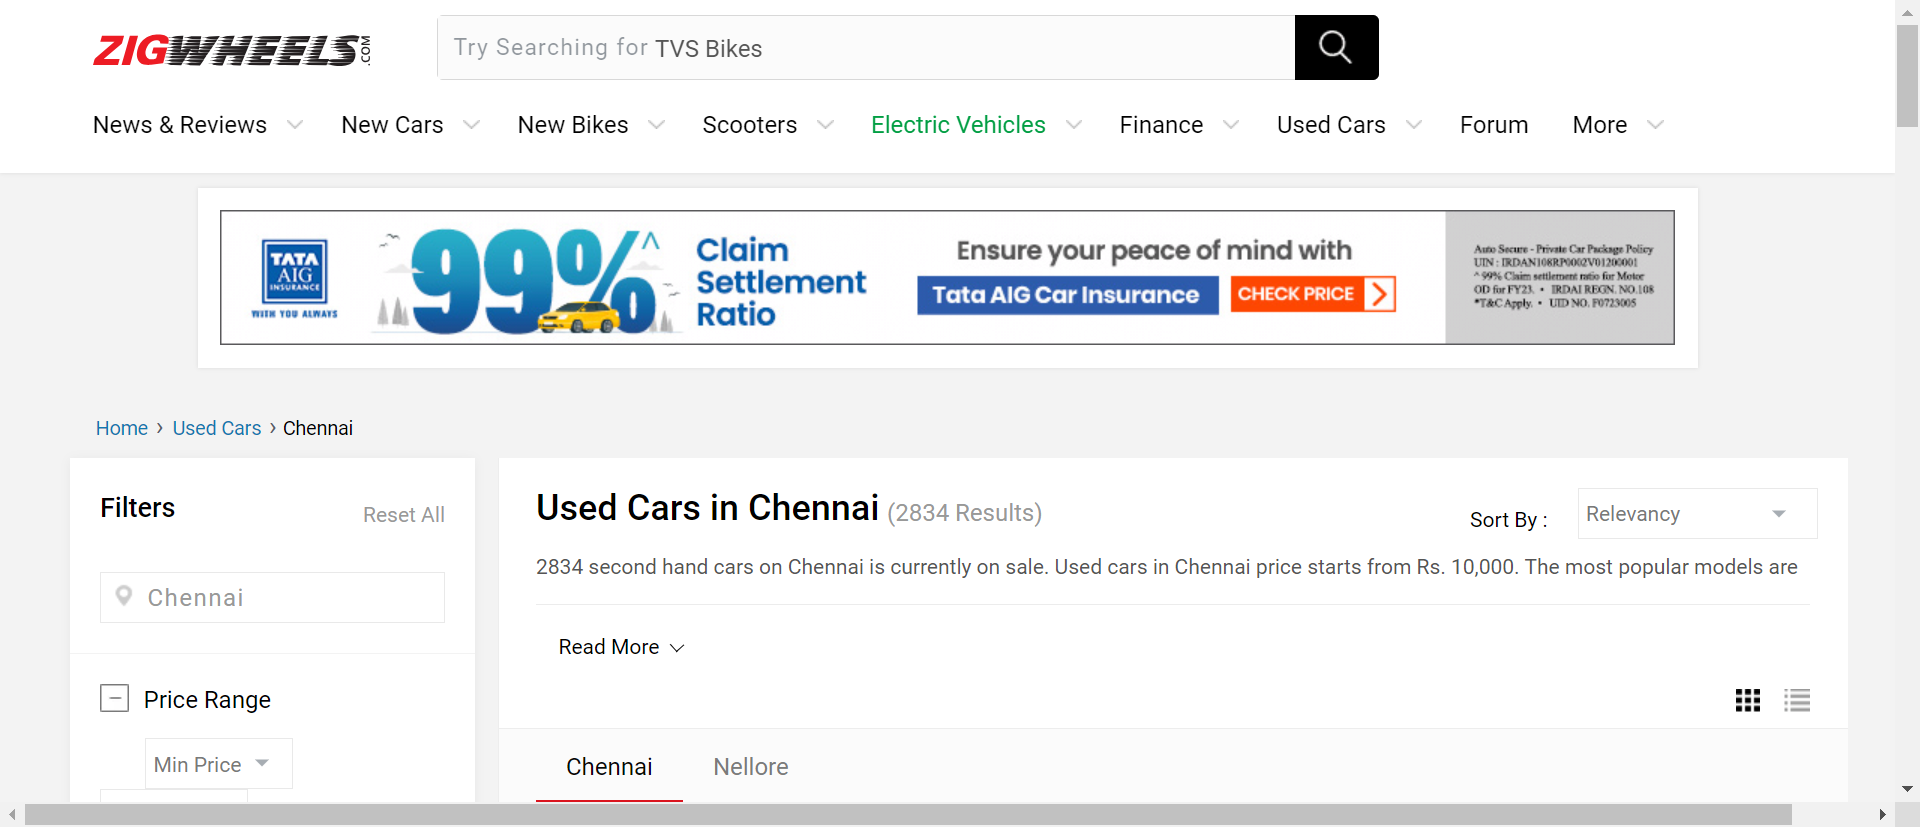 ZIGWHEELS.COM
Try Searching for TVS Bikes
News & Reviews New Cars New Bikes Scooters Electric Vehicles Finance Used Cars Forum More
TATA
AIG
INSURANCE
WITH YOU ALWAYS
99%^
Claim
Settlement
Ratio
Ensure your peace of mind with
Tata AIG Car Insurance CHECK PRICE
Auto Secure - Private Car Package Policy
UIN : IRDAN108RP0002V01200001
^ 99% Claim settlement ratio for Motor
OD for FY23. • IRDAI REGN. NO.108
*T&C Apply. • UID NO. F0723005
Home › Used Cars › Chennai
Filters
Reset All
Chennai
Price Range
Min Price
Used Cars in Chennai (2834 Results)
Sort By :
Relevancy
2834 second hand cars on Chennai is currently on sale. Used cars in Chennai price starts from Rs. 10,000. The most popular models are
Read More
Chennai Nellore